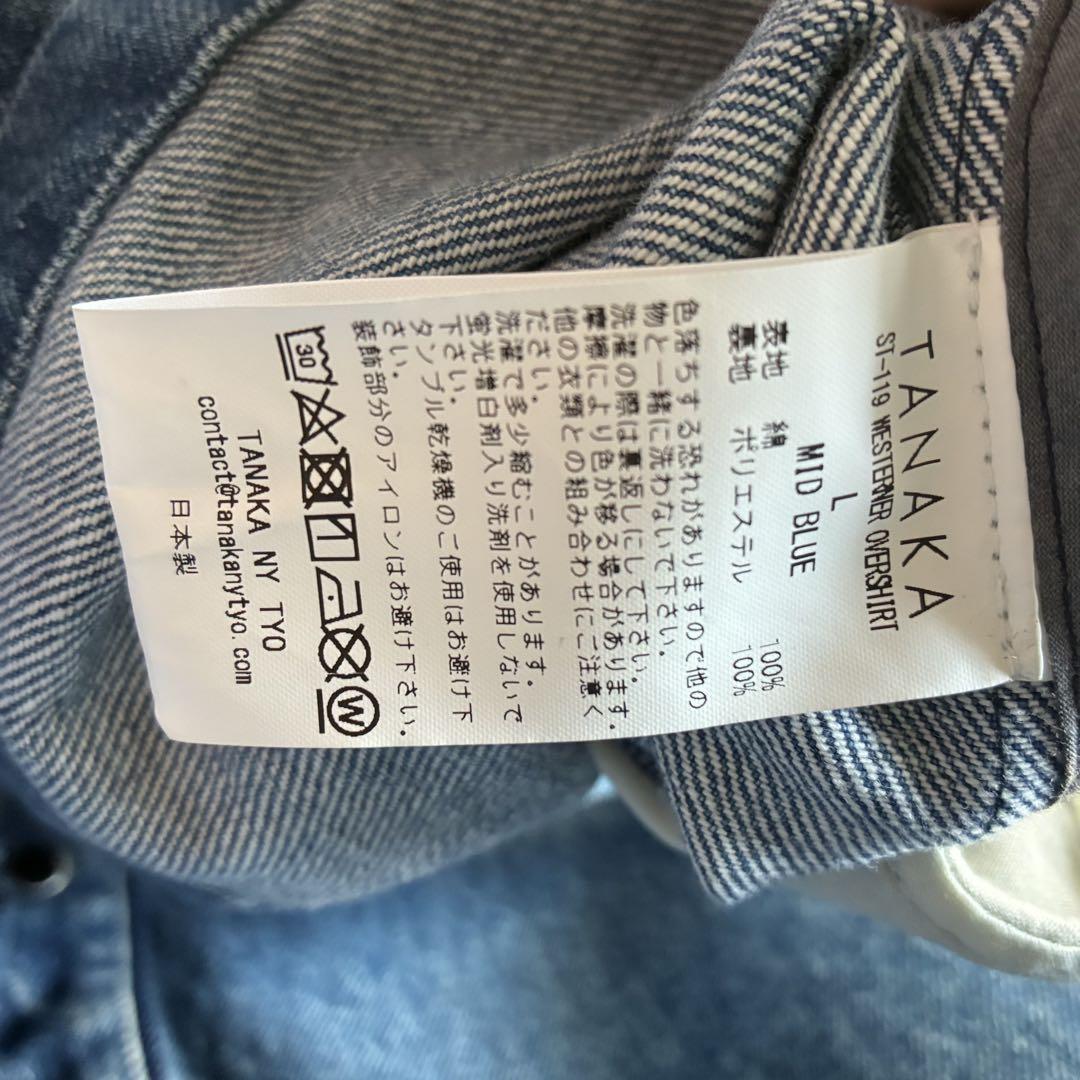 TANAKA
ST-119 WESTERNER OVERSHIRT
L
MID BLUE
表地 綿 100%
裏地 ポリエステル 100%
色落ちする恐れがありますので他の
物と一緒に洗わないで下さい。
洗濯の際は裏返しにして下さい。
摩擦により色が移る場合があります。
他の衣類との組み合わせにご注意く
ださい。
洗濯で多少縮むことがあります。
蛍光増白剤入り洗剤を使用しないで
下さい。
タンブル乾燥機のご使用はお避け下
さい。
装飾部分のアイロンはお避け下さい。
30
W
TANAKA NY TYO
contact@tanakanytyo.com
日本製